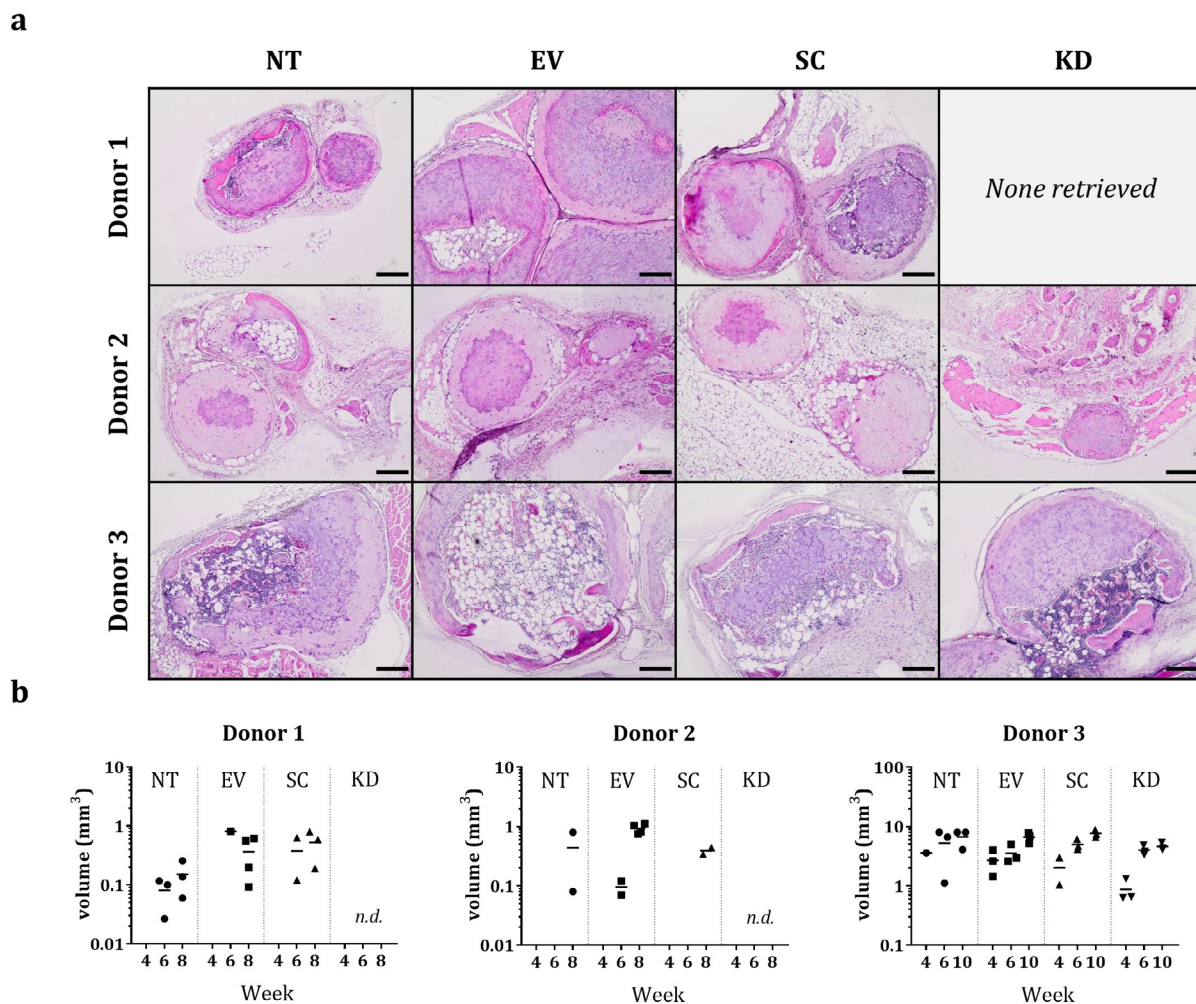 a
NT EV SC KD
Donor 1
None retrieved
Donor 2
Donor 3
b
Donor 1
volume (mm³)
10
1
0.1
0.01
NT EV SC KD
n.d.
4 6 8 4 6 8 4 6 8 4 6 8
Week
Donor 2
volume (mm³)
10
1
0.1
0.01
NT EV SC KD
n.d.
4 6 8 4 6 8 4 6 8 4 6 8
Week
Donor 3
volume (mm³)
100
10
1
0.1
NT EV SC KD
4 6 10 4 6 10 4 6 10 4 6 10
Week